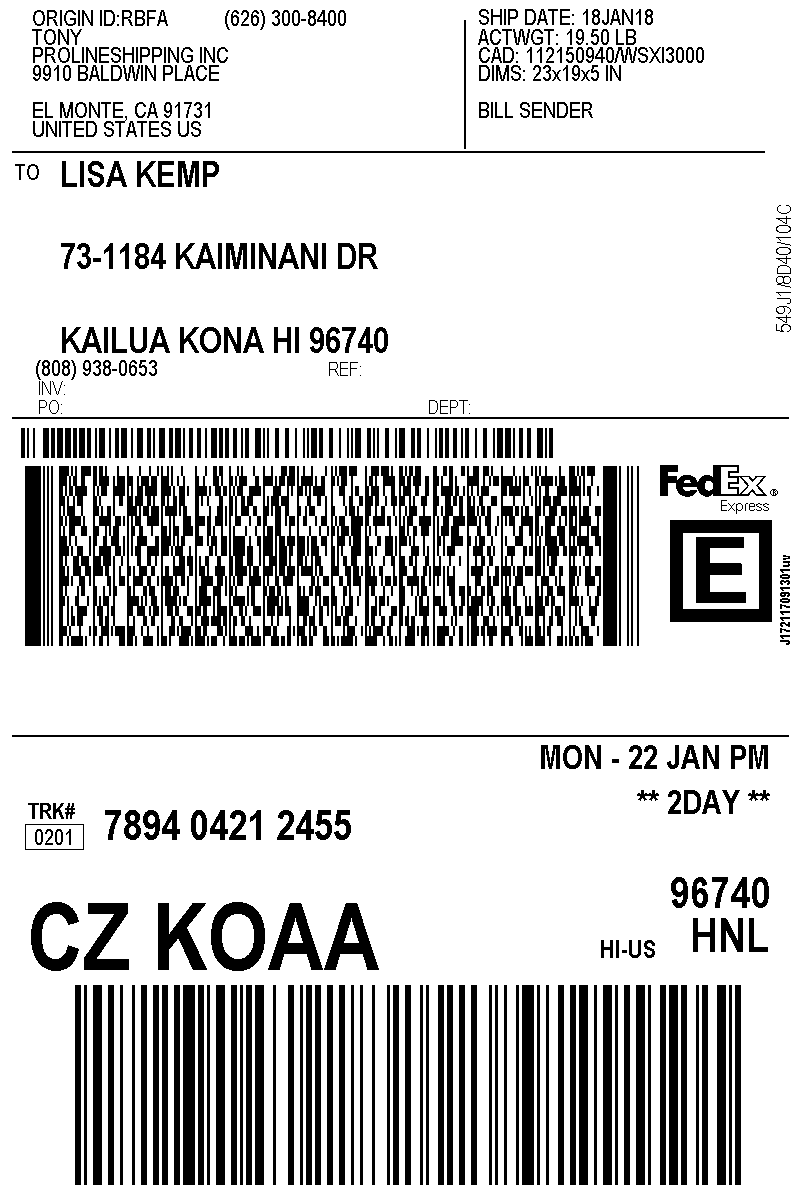 ORIGIN ID:RBFA (626) 300-8400
TONY
PROLINESHIPPING INC
9910 BALDWIN PLACE
EL MONTE, CA 91731
UNITED STATES US
SHIP DATE: 18JAN18
ACTWGT: 19.50 LB
CAD: 112150940/WSXI3000
DIMS: 23x19x5 IN
BILL SENDER
TO LISA KEMP
73-1184 KAIMINANI DR
KAILUA KONA HI 96740
(808) 938-0653 REF:
INV:
PO: DEPT:
549J1/8D40/104C
FedEx®
Express
E
J172117091301uv
MON - 22 JAN PM
** 2DAY **
TRK#
0201 7894 0421 2455
96740
CZ KOAA HI-US HNL